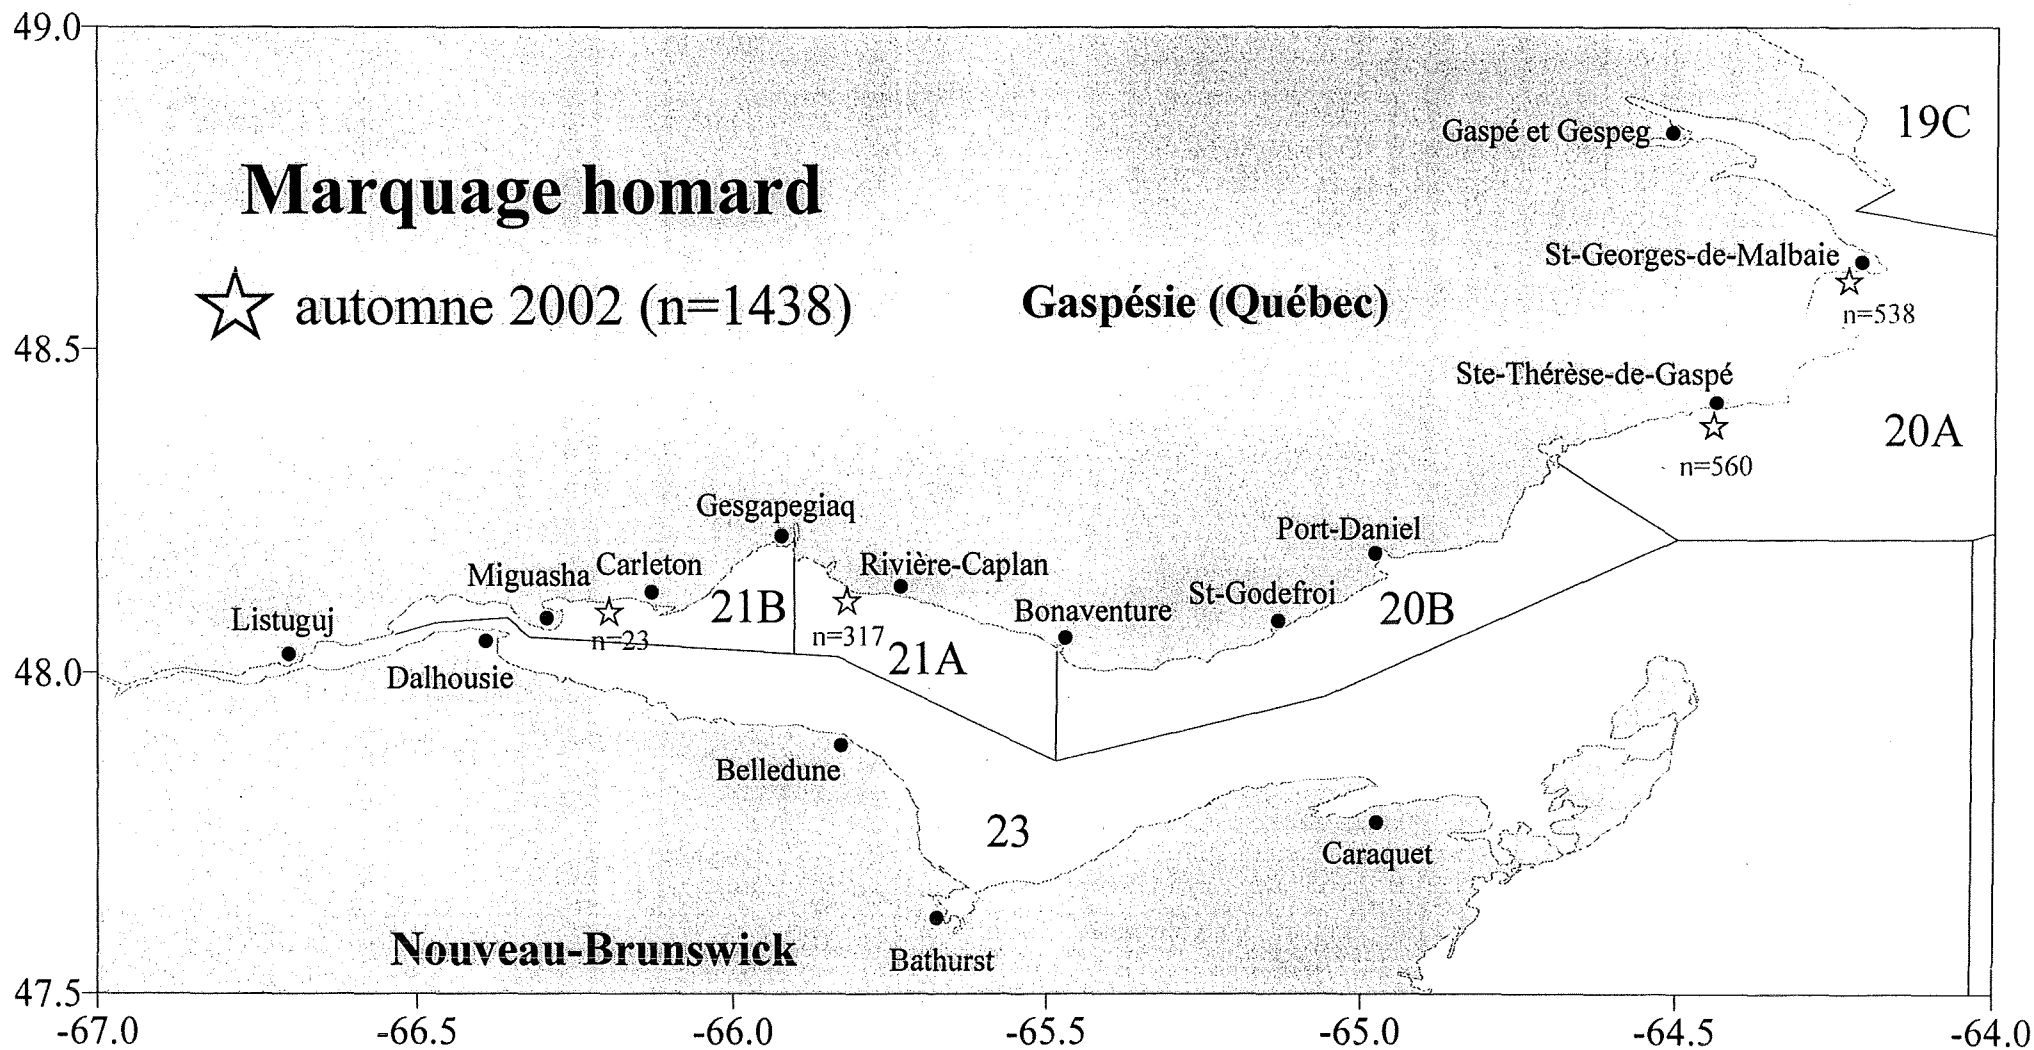 49.0
19C
Gaspé et Gespeg
Marquage homard
St-Georges-de-Malbaie
automne 2002 (n=1438)
Gaspésie (Québec)
n=538
48.5
Ste-Thérèse-de-Gaspé
20A
n=560
Gesgapegiaq
Port-Daniel
Miguasha
Carleton
Rivière-Caplan
St-Godefroi
21B
20B
Listuguj
Bonaventure
n=23
n=317
21A
48.0
Dalhousie
Belledune
23
Caraquet
Nouveau-Brunswick
Bathurst
47.5
-67.0
-66.5
-66.0
-65.5
-65.0
-64.5
-64.0